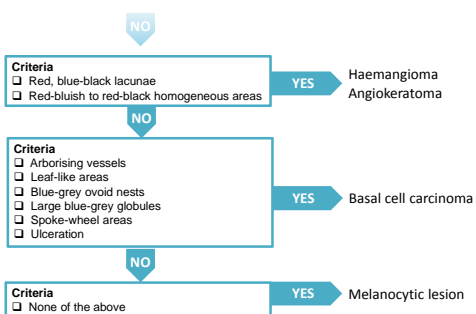 NO
Criteria
❑ Red, blue-black lacunae
❑ Red-bluish to red-black homogeneous areas
YES
Haemangioma
Angiokeratoma
NO
Criteria
❑ Arborising vessels
❑ Leaf-like areas
❑ Blue-grey ovoid nests
❑ Large blue-grey globules
❑ Spoke-wheel areas
❑ Ulceration
YES
Basal cell carcinoma
NO
Criteria
❑ None of the above
YES
Melanocytic lesion